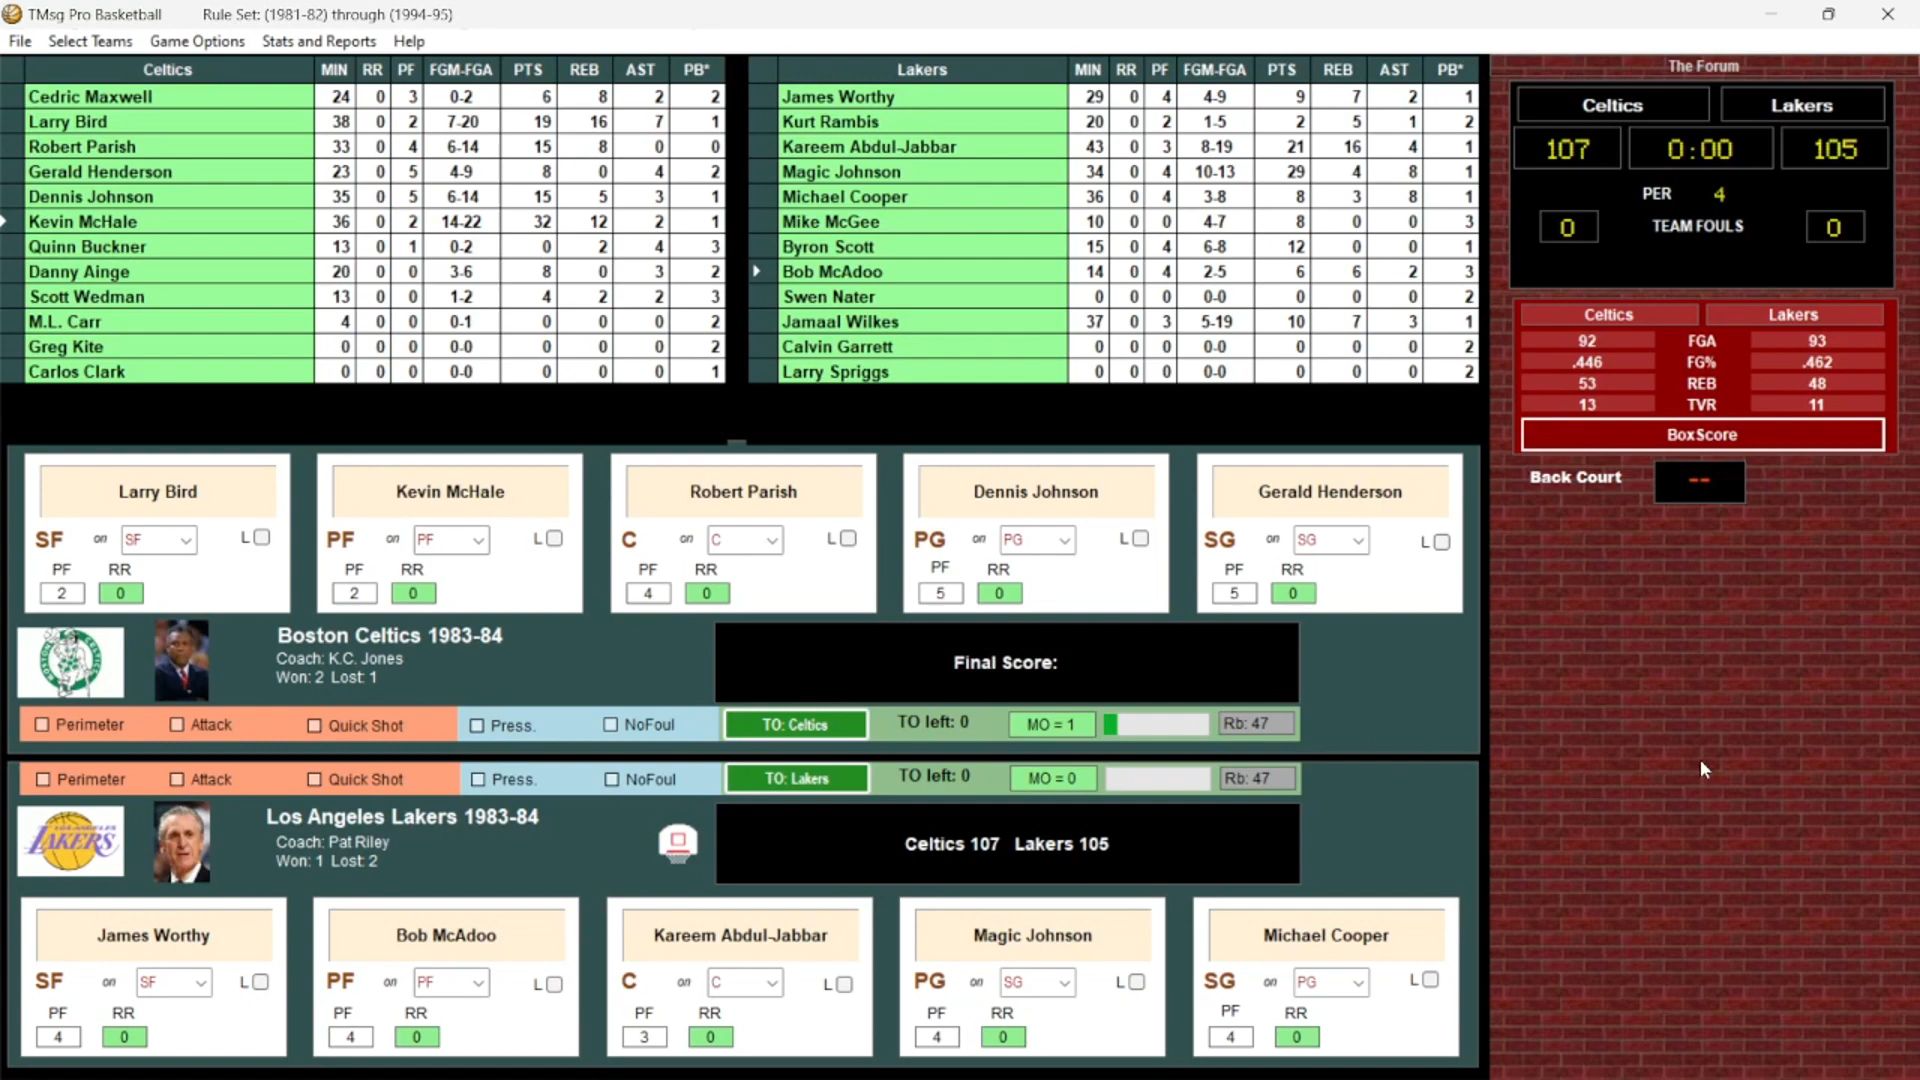 TMsg Pro Basketball Rule Set: (1981-82) through (1994-95)
File Select Teams Game Options Stats and Reports Help
Celtics MIN RR PF FGM-FGA PTS REB AST PB*
Cedric Maxwell 24 0 3 0-2 6 8 2 2
Larry Bird 38 0 2 7-20 19 16 7 1
Robert Parish 33 0 4 6-14 15 8 0 0
Gerald Henderson 23 0 5 4-9 8 0 4 2
Dennis Johnson 35 0 5 6-14 15 5 3 1
Kevin McHale 36 0 2 14-22 32 12 2 1
Quinn Buckner 13 0 1 0-2 0 2 4 3
Danny Ainge 20 0 0 3-6 8 0 3 2
Scott Wedman 13 0 0 1-2 4 2 2 3
M.L. Carr 4 0 0 0-1 0 0 0 2
Greg Kite 0 0 0 0-0 0 0 0 2
Carlos Clark 0 0 0 0-0 0 0 0 1
Lakers MIN RR PF FGM-FGA PTS REB AST PB*
James Worthy 29 0 4 4-9 9 7 2 1
Kurt Rambis 20 0 2 1-5 2 5 1 2
Kareem Abdul-Jabbar 43 0 3 8-19 21 16 4 1
Magic Johnson 34 0 4 10-13 29 4 8 1
Michael Cooper 36 0 4 3-8 8 3 8 1
Mike McGee 10 0 0 4-7 8 0 0 3
Byron Scott 15 0 4 6-8 12 0 0 1
Bob McAdoo 14 0 4 2-5 6 6 2 3
Swen Nater 0 0 0 0-0 0 0 0 2
Jamaal Wilkes 37 0 3 5-19 10 7 3 1
Calvin Garrett 0 0 0 0-0 0 0 0 2
Larry Spriggs 0 0 0 0-0 0 0 0 2
The Forum
Celtics Lakers
107 0:00 105
PER 4
0 TEAM FOULS 0
Celtics Lakers
92 FGA 93
.446 FG% .462
53 REB 48
13 TVR 11
BoxScore
Back Court --
Larry Bird Kevin McHale Robert Parish Dennis Johnson Gerald Henderson
SF on SF L PF on PF L C on C L PG on PG L SG on SG L
PF RR PF RR PF RR PF RR PF RR
2 0 2 0 4 0 5 0 5 0
BOSTON CELTICS
Boston Celtics 1983-84
Coach: K.C. Jones
Won: 2 Lost: 1
Final Score:
Perimeter Attack Quick Shot Press. NoFoul TO: Celtics TO left: 0 MO = 1 Rb: 47
Perimeter Attack Quick Shot Press. NoFoul TO: Lakers TO left: 0 MO = 0 Rb: 47
LOS ANGELES LAKERS
Los Angeles Lakers 1983-84
Coach: Pat Riley
Won: 1 Lost: 2
Celtics 107 Lakers 105
James Worthy Bob McAdoo Kareem Abdul-Jabbar Magic Johnson Michael Cooper
SF on SF L PF on PF L C on C L PG on SG L SG on PG L
PF RR PF RR PF RR PF RR PF RR
4 0 4 0 3 0 4 0 4 0